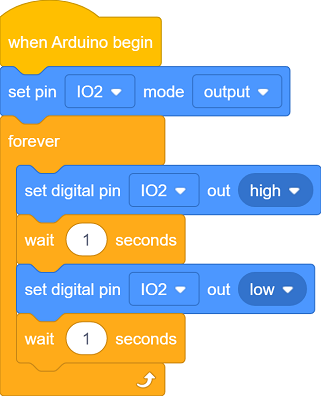 when Arduino begin
set pin IO2 mode output
forever
set digital pin IO2 out high
wait 1 seconds
set digital pin IO2 out low
wait 1 seconds